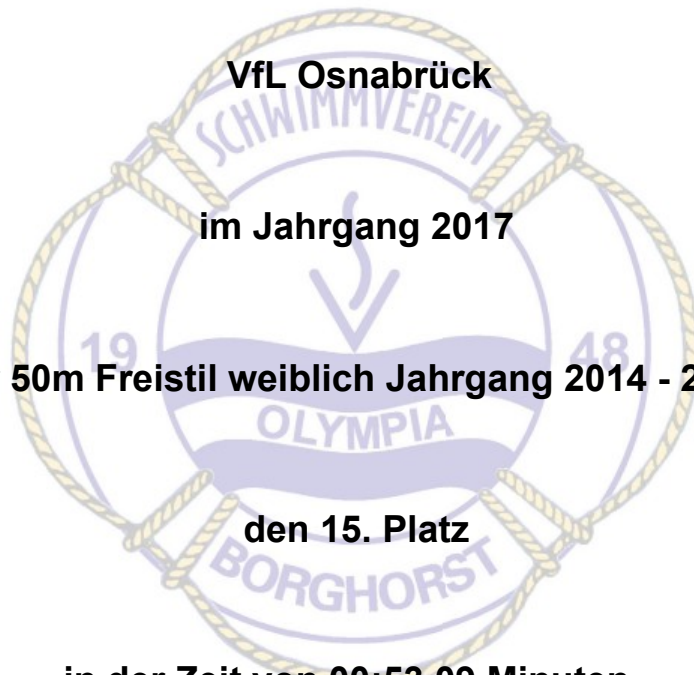 VfL Osnabrück
SCHWIMMVEREIN
im Jahrgang 2017
19 48
50m Freistil weiblich Jahrgang 2014 - 2
OLYMPIA
den 15. Platz
BORGHORST
in der Zeit von